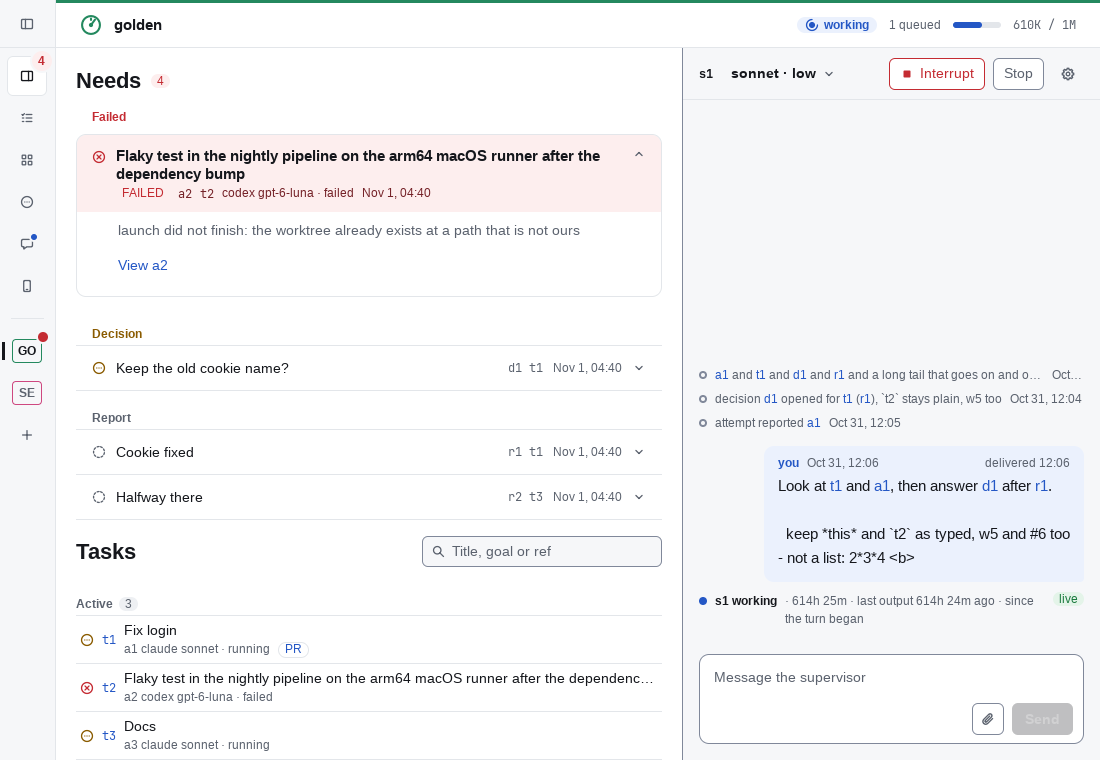 golden
working
1 queued
610K / 1M
4
GO
SE
Needs 4
Failed
Flaky test in the nightly pipeline on the arm64 macOS runner after the
dependency bump
FAILED a2 t2 codex gpt-6-luna · failed Nov 1, 04:40
launch did not finish: the worktree already exists at a path that is not ours
View a2
Decision
Keep the old cookie name? d1 t1 Nov 1, 04:40
Report
Cookie fixed r1 t1 Nov 1, 04:40
Halfway there r2 t3 Nov 1, 04:40
Tasks
Title, goal or ref
Active 3
t1 Fix login
a1 claude sonnet · running PR
t2 Flaky test in the nightly pipeline on the arm64 macOS runner after the dependenc…
a2 codex gpt-6-luna · failed
t3 Docs
a3 claude sonnet · running
s1 sonnet · low
Interrupt
Stop
a1 and t1 and d1 and r1 and a long tail that goes on and o… Oct…
decision d1 opened for t1 (r1), `t2` stays plain, w5 too Oct 31, 12:04
attempt reported a1 Oct 31, 12:05
you Oct 31, 12:06 delivered 12:06
Look at t1 and a1, then answer d1 after r1.
keep *this* and `t2` as typed, w5 and #6 too
- not a list: 2*3*4 <b>
s1 working · 614h 25m · last output 614h 24m ago · since
the turn began
live
Message the supervisor
Send